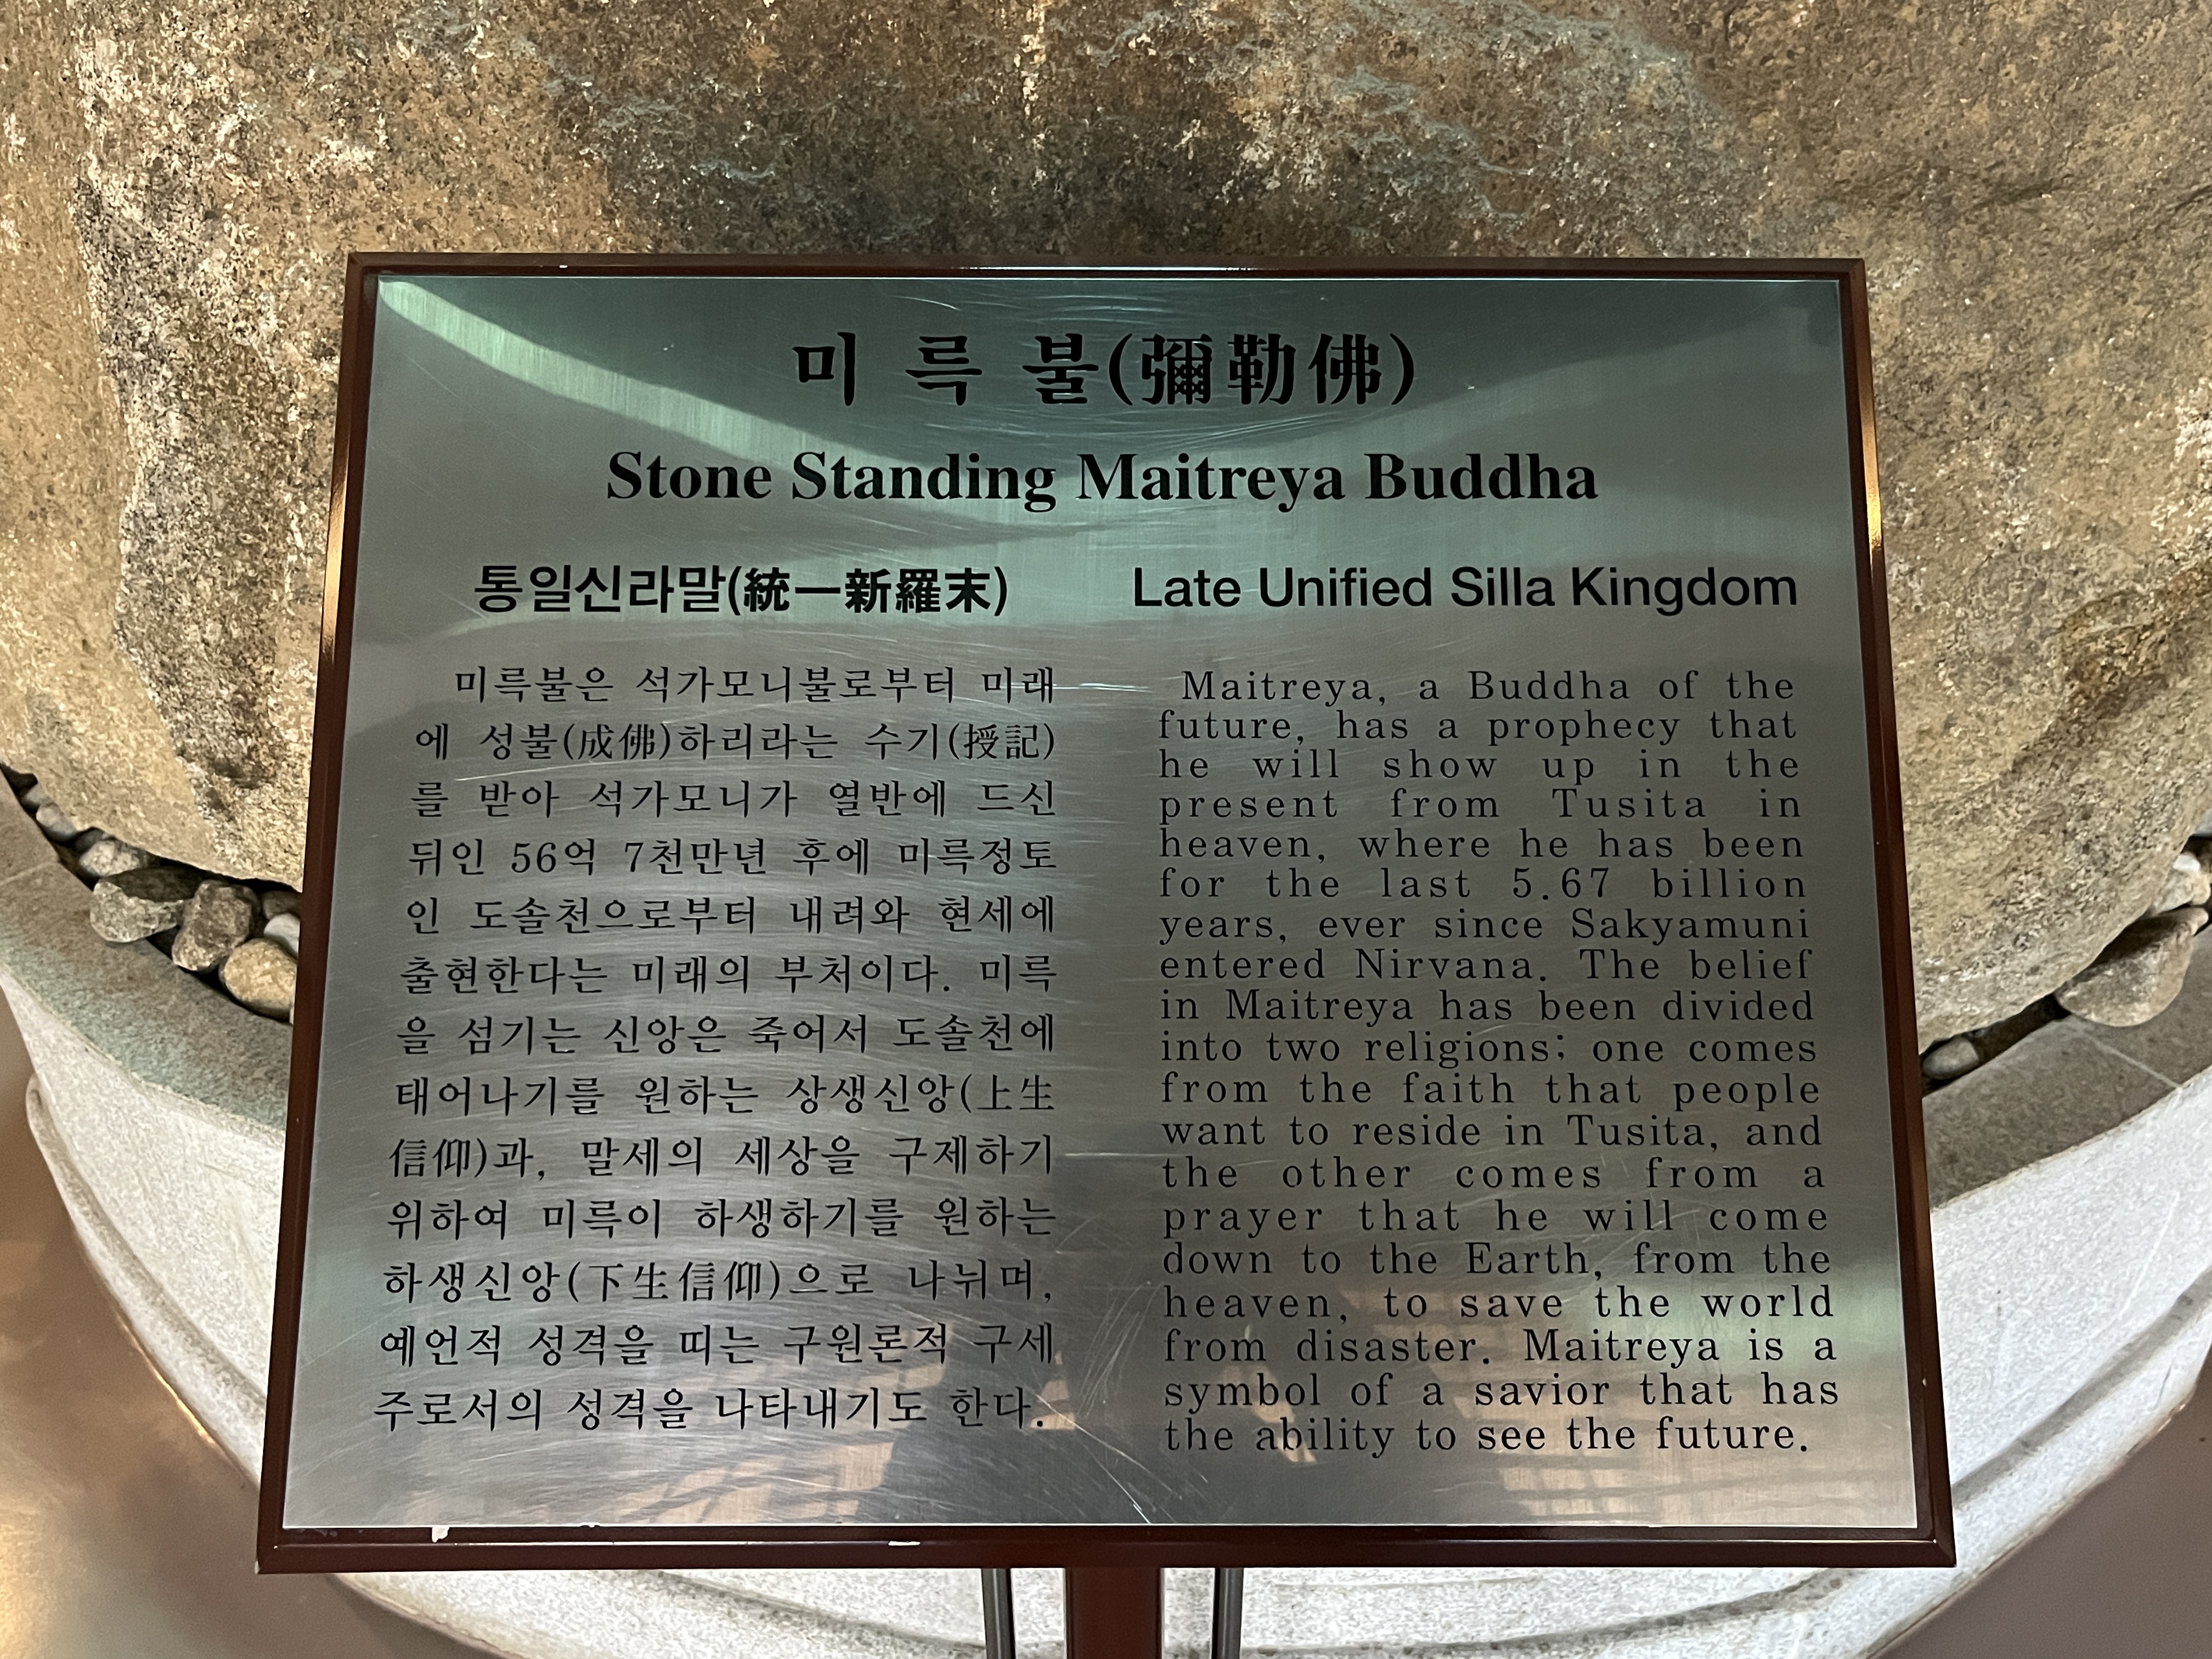 미 륵 불(彌勒佛)
Stone Standing Maitreya Buddha
통일신라말(統一新羅末)
미륵불은 석가모니불로부터 미래
에 성불(成佛)하리라는 수기(授記)
를 받아 석가모니가 열반에 드신
뒤인 56억 7천만년 후에 미륵정토
인 도솔천으로부터 내려와 현세에
출현한다는 미래의 부처이다. 미륵
을 섬기는 신앙은 죽어서 도솔천에
태어나기를 원하는 상생신앙(上生
信仰)과, 말세의 세상을 구제하기
위하여 미륵이 하생하기를 원하는
하생신앙(下生信仰)으로 나뉘며,
예언적 성격을 띠는 구원론적 구세
주로서의 성격을 나타내기도 한다.
Late Unified Silla Kingdom
Maitreya, a Buddha of the
future, has a prophecy that
he will show up in the
present from Tusita in
heaven, where he has been
for the last 5.67 billion
years, ever since Sakyamuni
entered Nirvana. The belief
in Maitreya has been divided
into two religions; one comes
from the faith that people
want to reside in Tusita, and
the other comes from a
prayer that he will come
down to the Earth, from the
heaven, to save the world
from disaster. Maitreya is a
symbol of a savior that has
the ability to see the future.